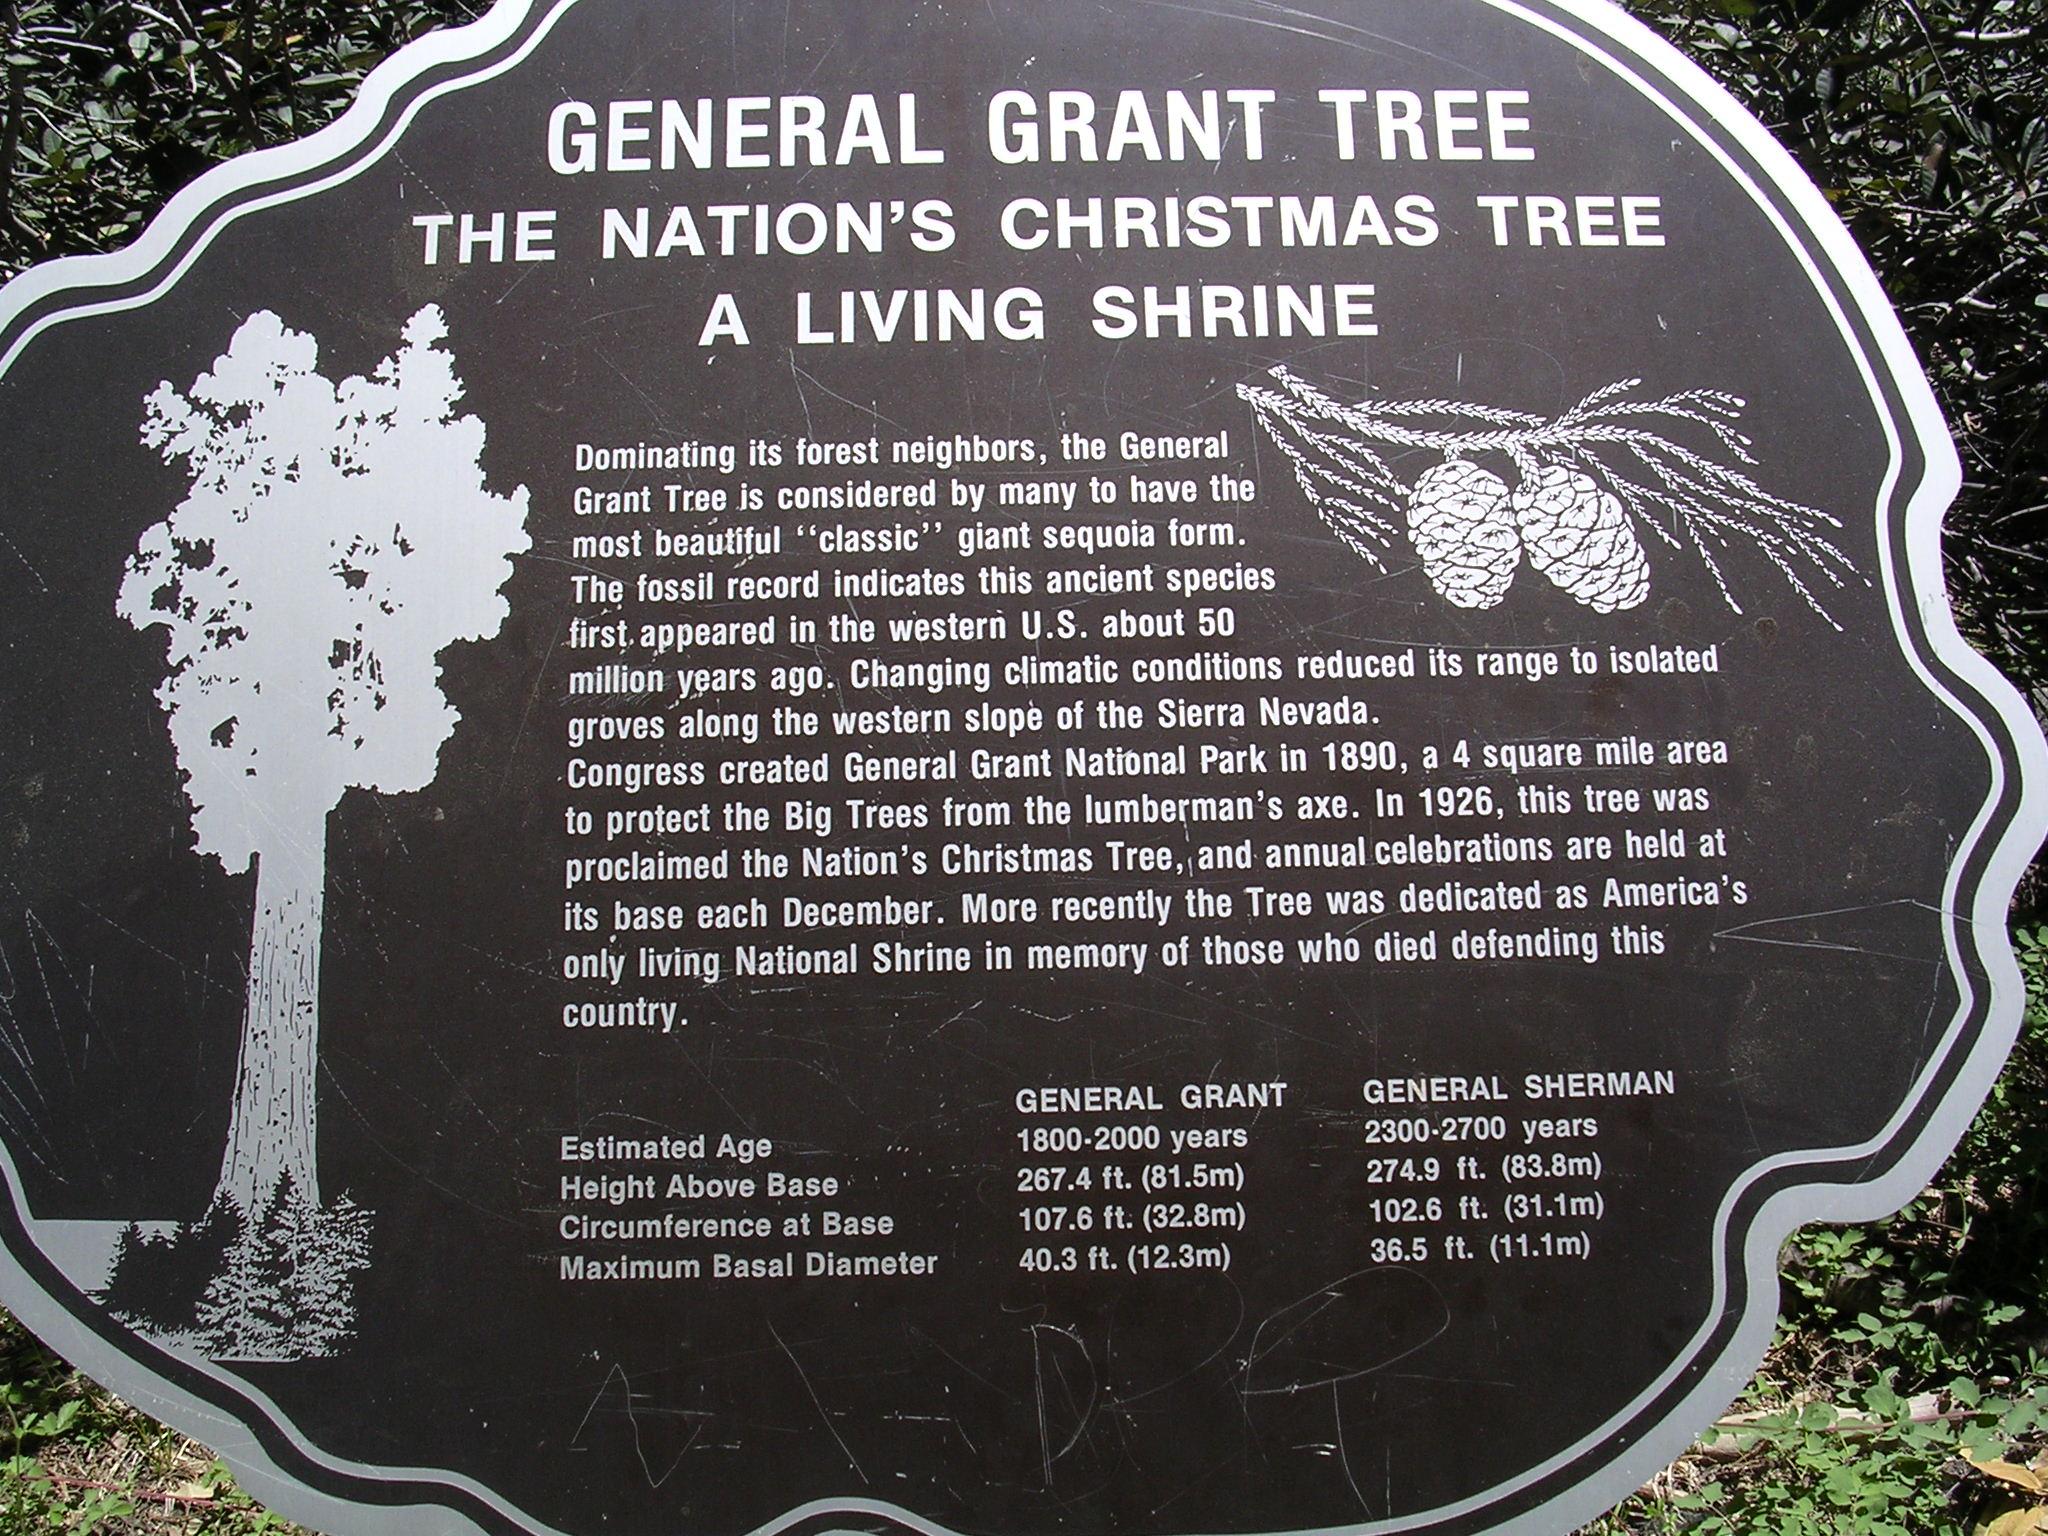 GENERAL GRANT TREE
THE NATION'S CHRISTMAS TREE
A LIVING SHRINE
Dominating its forest neighbors, the General
Grant Tree is considered by many to have the
most beautiful "classic" giant sequoia form.
The fossil record indicates this ancient species
first appeared in the western U.S. about 50
million years ago. Changing climatic conditions reduced its range to isolated
groves along the western slope of the Sierra Nevada.
Congress created General Grant National Park in 1890, a 4 square mile area
to protect the Big Trees from the lumberman's axe. In 1926, this tree was
proclaimed the Nation's Christmas Tree, and annual celebrations are held at
its base each December. More recently the Tree was dedicated as America's
only living National Shrine in memory of those who died defending this
country.
GENERAL GRANT GENERAL SHERMAN
Estimated Age 1800-2000 years 2300-2700 years
Height Above Base 267.4 ft. (81.5m) 274.9 ft. (83.8m)
Circumference at Base 107.6 ft. (32.8m) 102.6 ft. (31.1m)
Maximum Basal Diameter 40.3 ft. (12.3m) 36.5 ft. (11.1m)